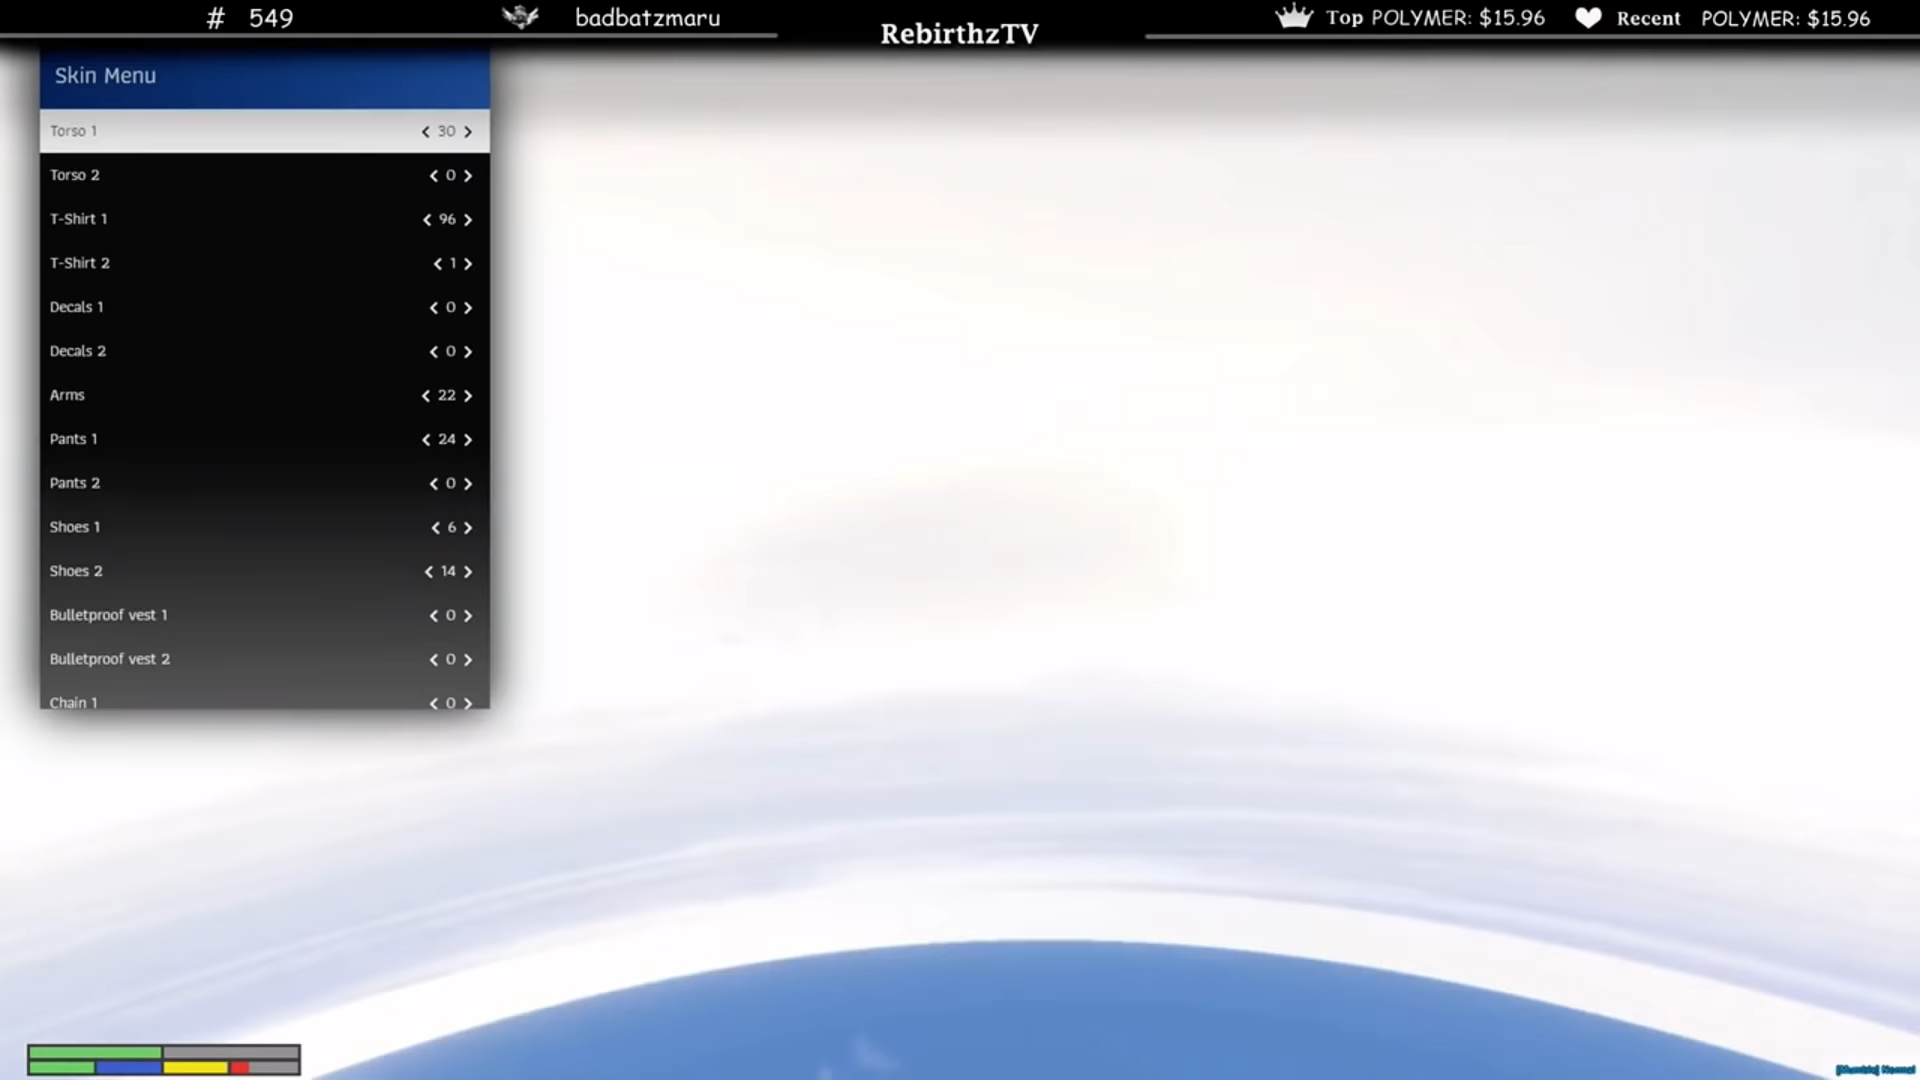 # 549
badbatzmaru
RebirthzTV
Top POLYMER: $15.96
Recent POLYMER: $15.96
Skin Menu
Torso 1 < 30 >
Torso 2 < 0 >
T-Shirt 1 < 96 >
T-Shirt 2 < 1 >
Decals 1 < 0 >
Decals 2 < 0 >
Arms < 22 >
Pants 1 < 24 >
Pants 2 < 0 >
Shoes 1 < 6 >
Shoes 2 < 14 >
Bulletproof vest 1 < 0 >
Bulletproof vest 2 < 0 >
Chain 1 < 0 >
[Mumble] Normal